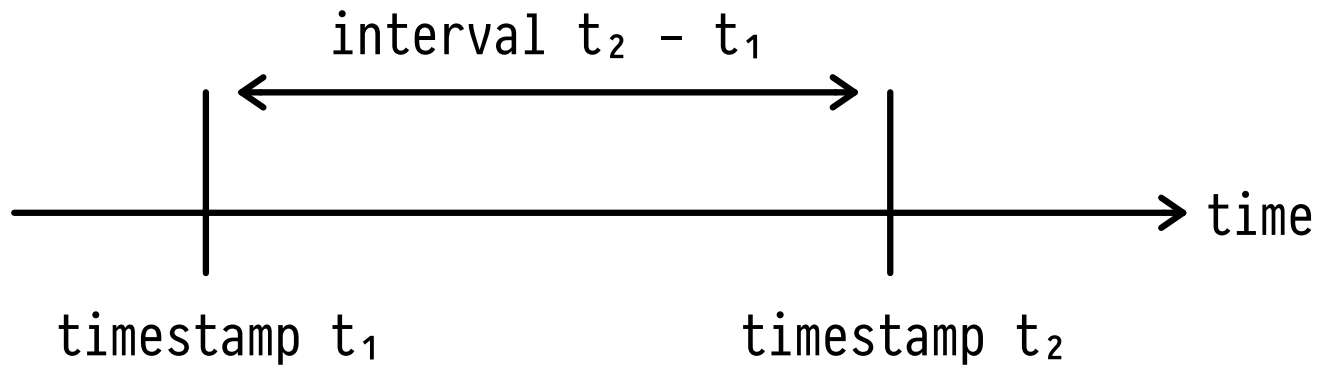 interval t₂ – t₁
time
timestamp t₁
timestamp t₂